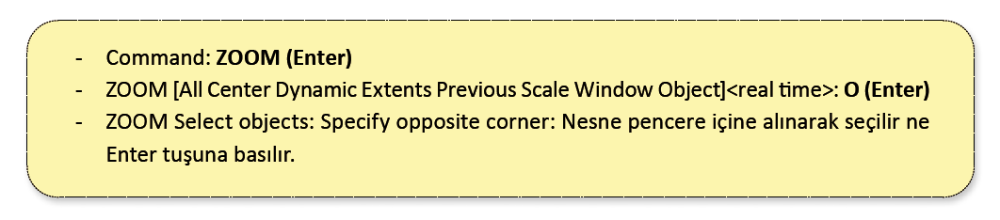 - Command: ZOOM (Enter)
- ZOOM [All Center Dynamic Extents Previous Scale Window Object]<real time>: O (Enter)
- ZOOM Select objects: Specify opposite corner: Nesne pencere içine alınarak seçilir ne
Enter tuşuna basılır.